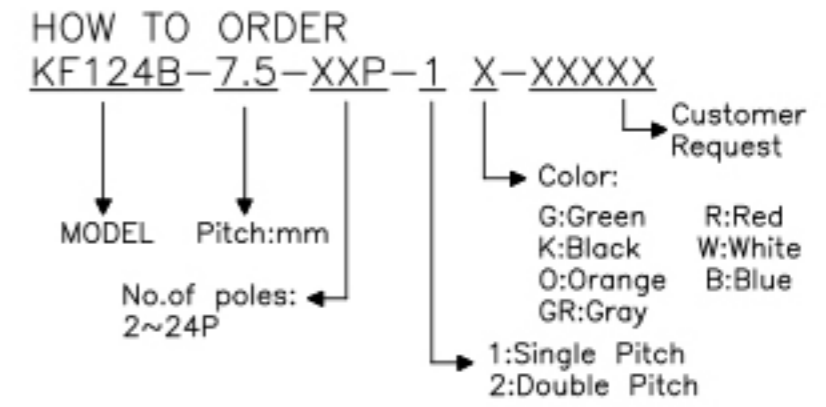 HOW TO ORDER
KF124B-7.5-XXP-1 X-XXXXX
Customer
Request
Color:
G:Green R:Red
K:Black W:White
O:Orange B:Blue
GR:Gray
MODEL Pitch:mm
No.of poles:
2~24P
1:Single Pitch
2:Double Pitch